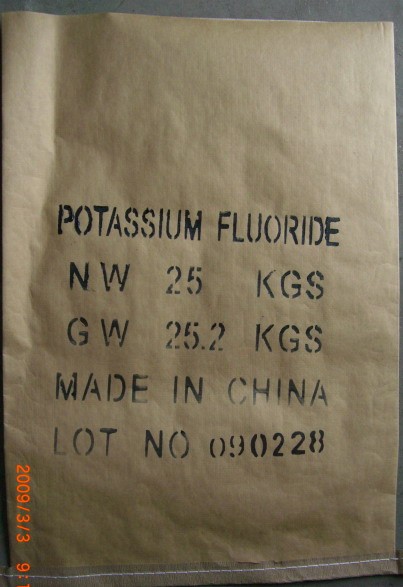 POTASSIUM FLUORIDE
N.W 25 KGS
G W 25.2 KGS
MADE IN CHINA
LOT NO 090228
2009/3/3